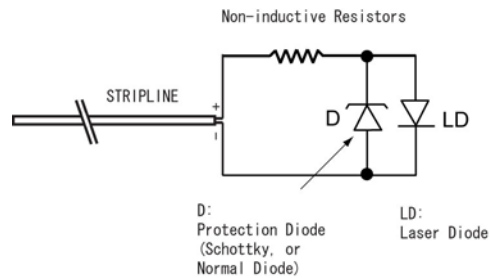 Non-inductive Resistors
STRIPLINE
+
-
D
LD
D:
Protection Diode
(Schottky, or
Normal Diode)
LD:
Laser Diode